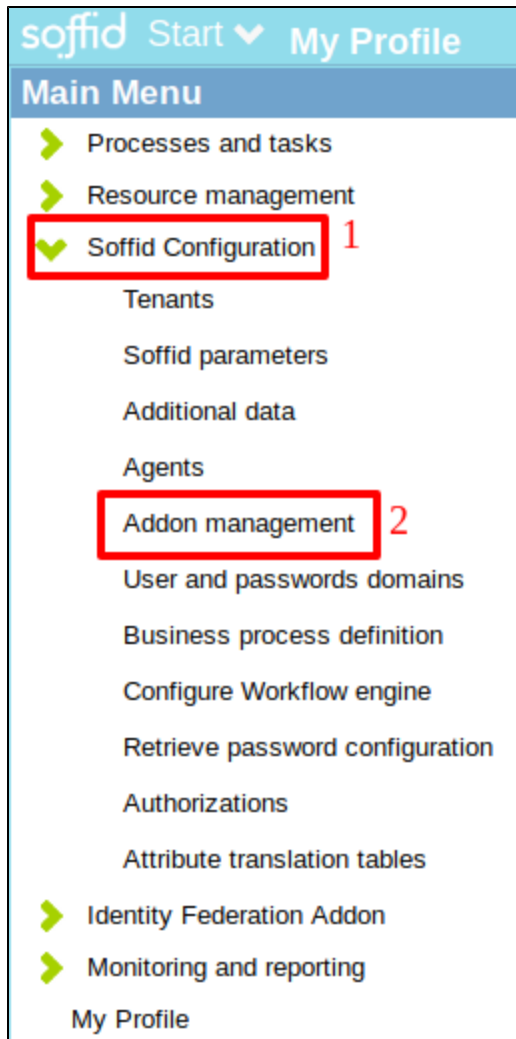 soffid Start My Profile
Main Menu
Processes and tasks
Resource management
Soffid Configuration 1
Tenants
Soffid parameters
Additional data
Agents
Addon management 2
User and passwords domains
Business process definition
Configure Workflow engine
Retrieve password configuration
Authorizations
Attribute translation tables
Identity Federation Addon
Monitoring and reporting
My Profile